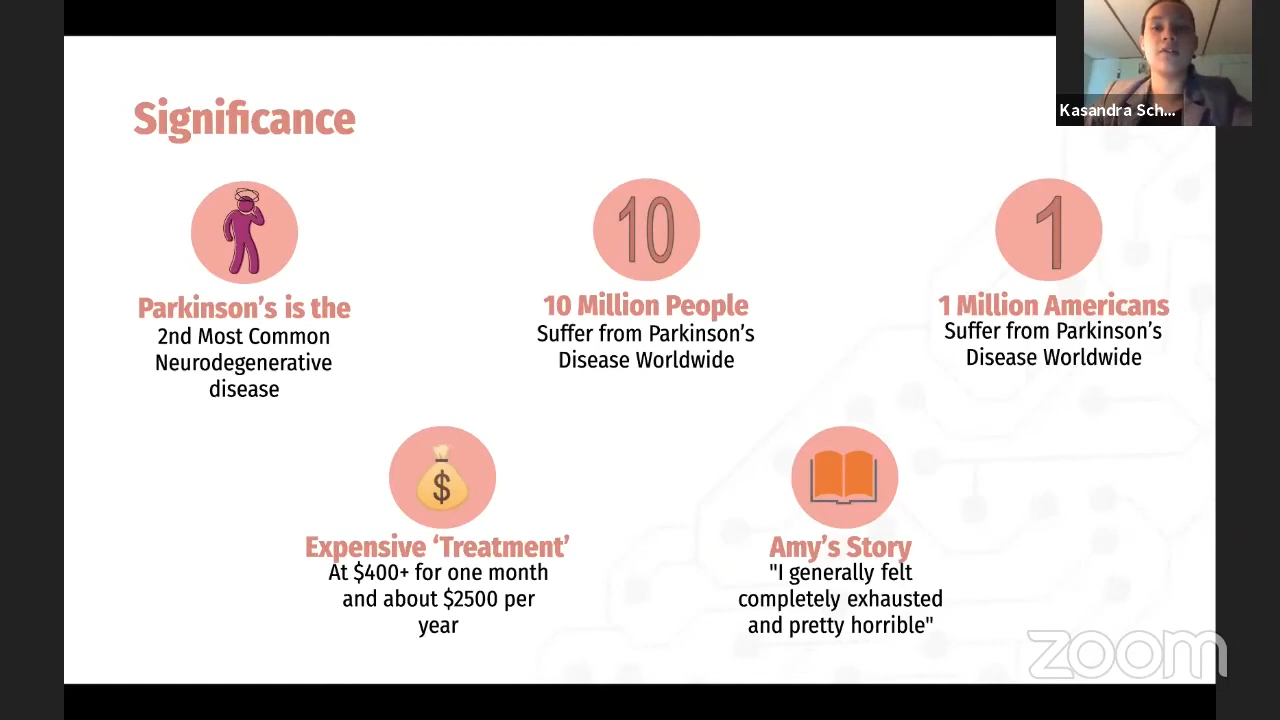 Kasandra Sch...
Significance
10
1
Parkinson's is the
2nd Most Common
Neurodegenerative
disease
10 Million People
Suffer from Parkinson's
Disease Worldwide
1 Million Americans
Suffer from Parkinson's
Disease Worldwide
$
Expensive ‘Treatment’
At $400+ for one month
and about $2500 per
year
Amy's Story
"I generally felt
completely exhausted
and pretty horrible"
zoom